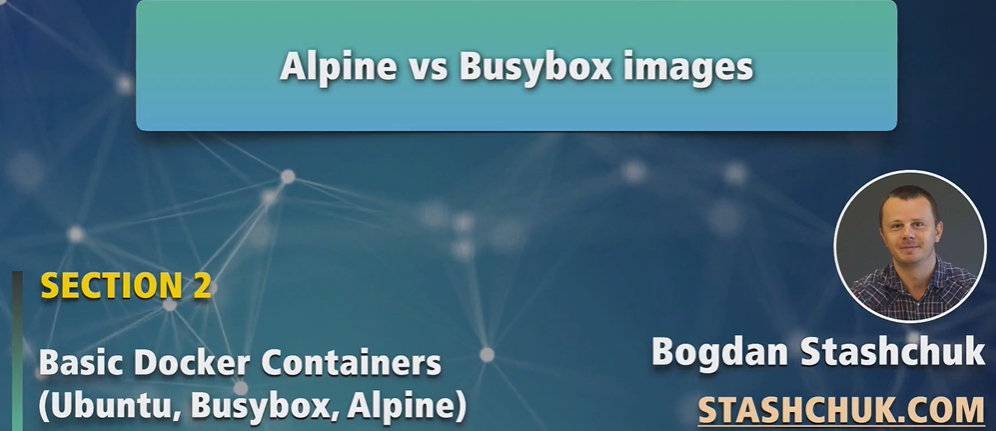 Alpine vs Busybox images
SECTION 2
Basic Docker Containers
(Ubuntu, Busybox, Alpine)
Bogdan Stashchuk
STASHCHUK.COM